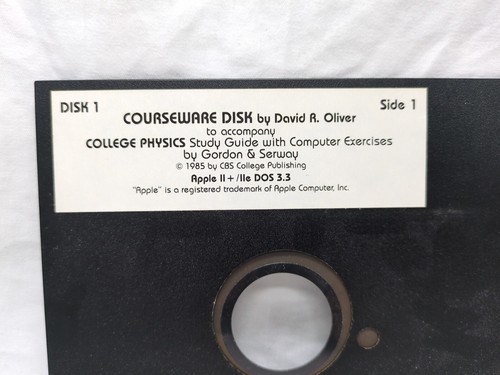 DISK 1 Side 1
COURSEWARE DISK by David R. Oliver
to accompany
COLLEGE PHYSICS Study Guide with Computer Exercises
by Gordon & Serway
© 1985 by CBS College Publishing
Apple II+/IIe DOS 3.3
"Apple" is a registered trademark of Apple Computer, Inc.